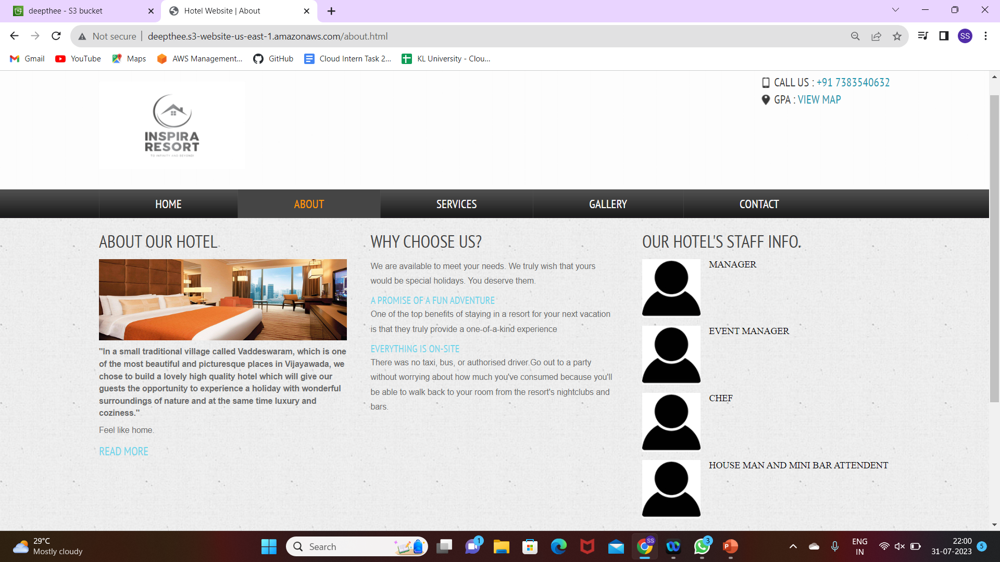 deepthee - S3 bucket
Hotel Website | About
Not secure
deepthee.s3-website-us-east-1.amazonaws.com/about.html
SS
Gmail
YouTube
Maps
AWS Management...
GitHub
Cloud Intern Task 2...
KL University - Clou...
INSPIRA
RESORT
TO INFINITY AND BEYOND!
CALL US : +91 7383540632
GPA : VIEW MAP
HOME
ABOUT
SERVICES
GALLERY
CONTACT
ABOUT OUR HOTEL
"In a small traditional village called Vaddeswaram, which is one
of the most beautiful and picturesque places in Vijayawada, we
chose to build a lovely high quality hotel which will give our
guests the opportunity to experience a holiday with wonderful
surroundings of nature and at the same time luxury and
coziness."
Feel like home.
READ MORE
WHY CHOOSE US?
We are available to meet your needs. We truly wish that yours
would be special holidays. You deserve them.
A PROMISE OF A FUN ADVENTURE
One of the top benefits of staying in a resort for your next vacation
is that they truly provide a one-of-a-kind experience
EVERYTHING IS ON-SITE
There was no taxi, bus, or authorised driver.Go out to a party
without worrying about how much you've consumed because you'll
be able to walk back to your room from the resort's nightclubs and
bars.
OUR HOTEL'S STAFF INFO.
MANAGER
EVENT MANAGER
CHEF
HOUSE MAN AND MINI BAR ATTENDENT
29°C
Mostly cloudy
Search
1
SS
3
P
ENG
IN
22:00
31-07-2023
5